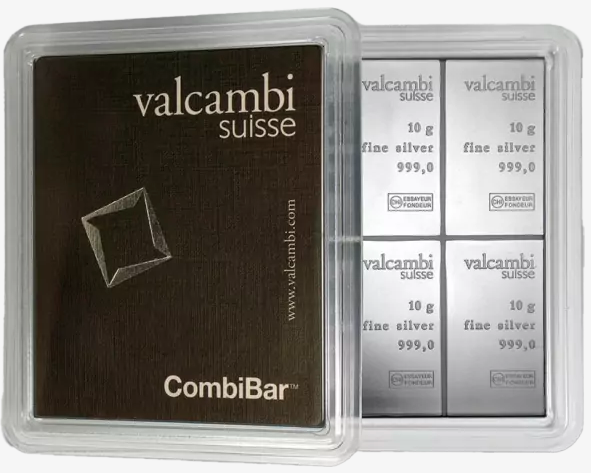 valcambi
suisse
www.valcambi.com
CombiBar™
valcambi
suisse
10 g
fine silver
999,0
CHI ESSAYEUR
FONDEUR
valcambi
suisse
10 g
fine silver
999,0
CHI ESSAYEUR
FONDEUR
valcambi
suisse
10 g
fine silver
999,0
ESSAYEUR
FONDEUR
valcambi
suisse
10 g
fine silver
999,0
ESSAYEUR
FONDEUR